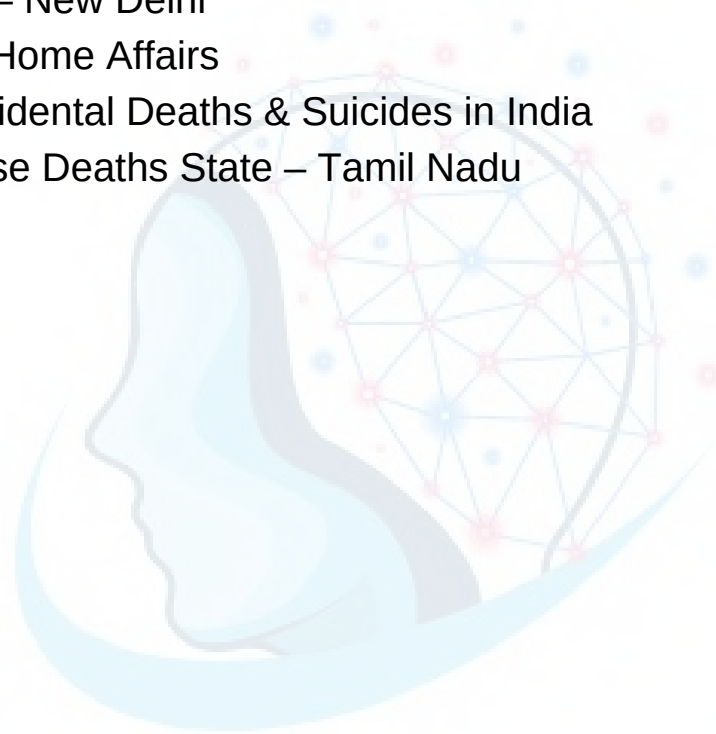 – New Delhi
Home Affairs
idental Deaths & Suicides in India
se Deaths State – Tamil Nadu